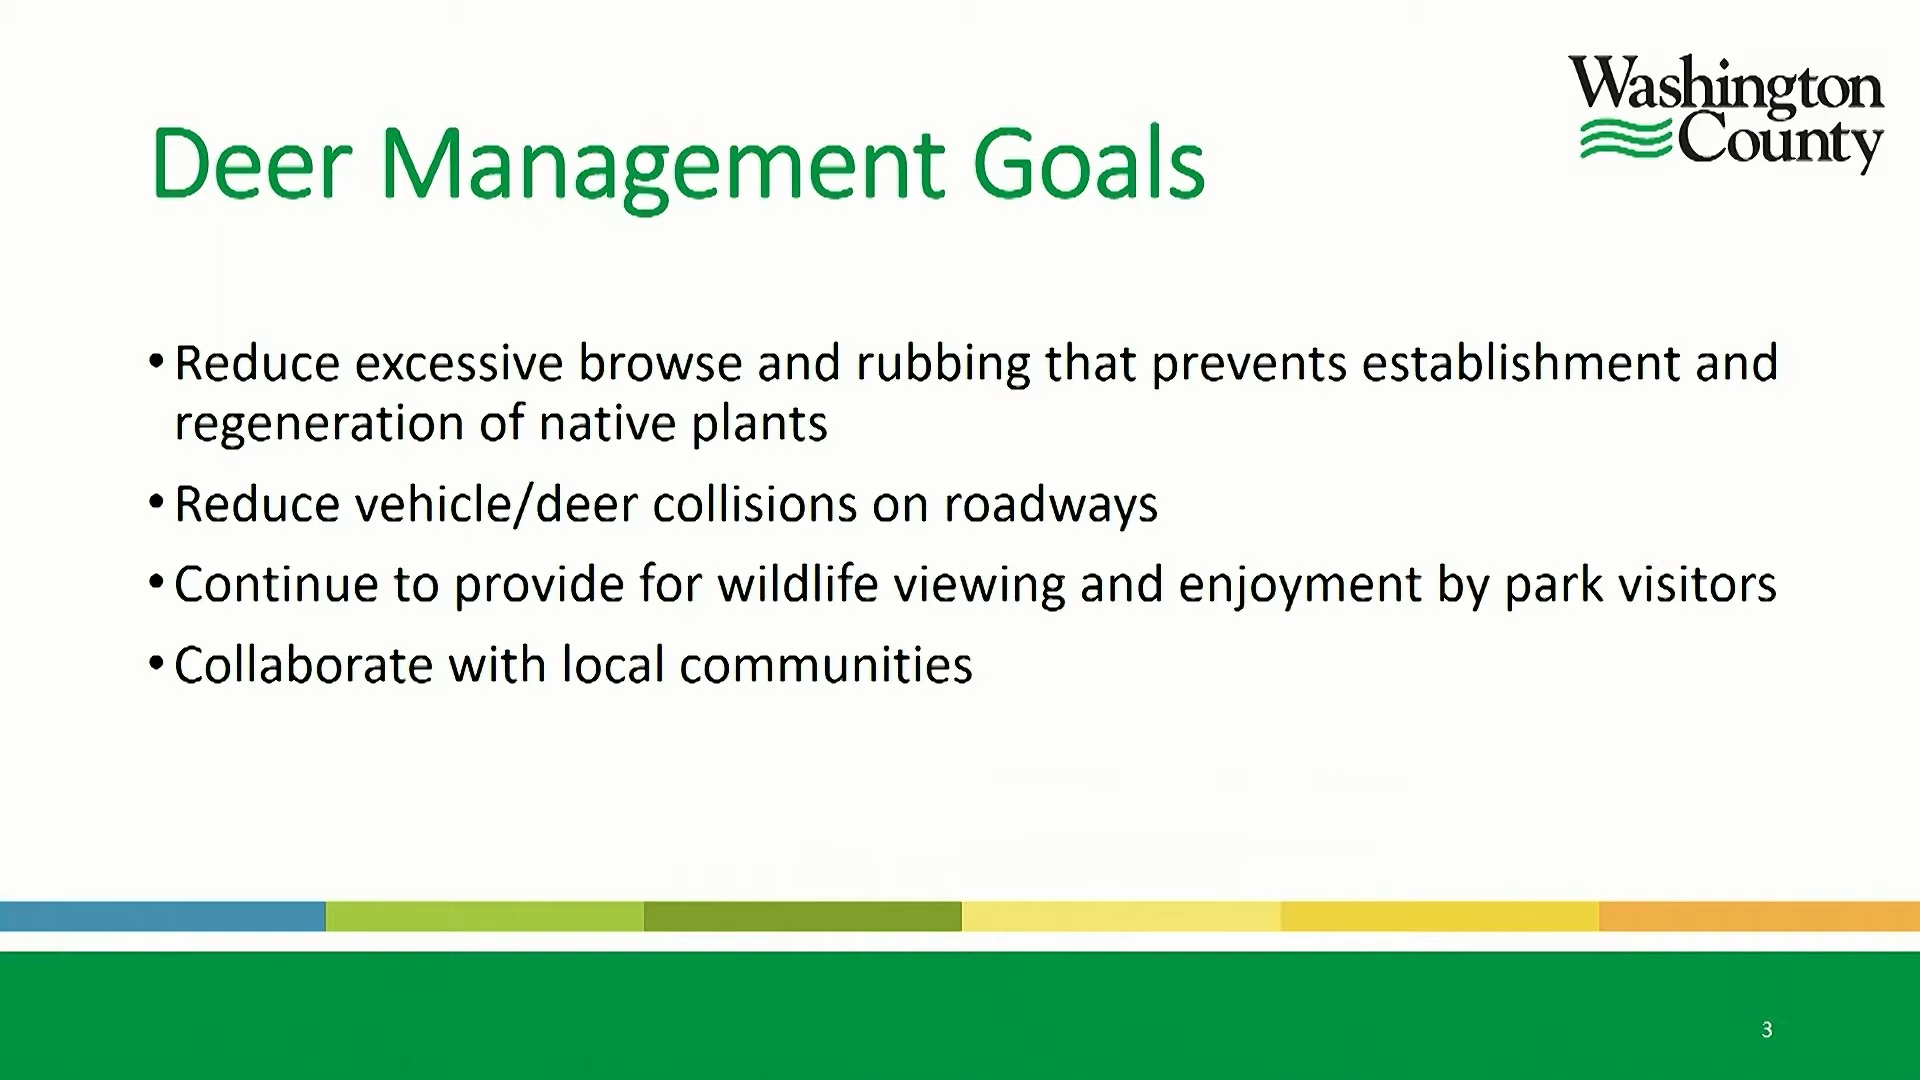 Washington
County
Deer Management Goals
• Reduce excessive browse and rubbing that prevents establishment and
regeneration of native plants
• Reduce vehicle/deer collisions on roadways
• Continue to provide for wildlife viewing and enjoyment by park visitors
• Collaborate with local communities
3